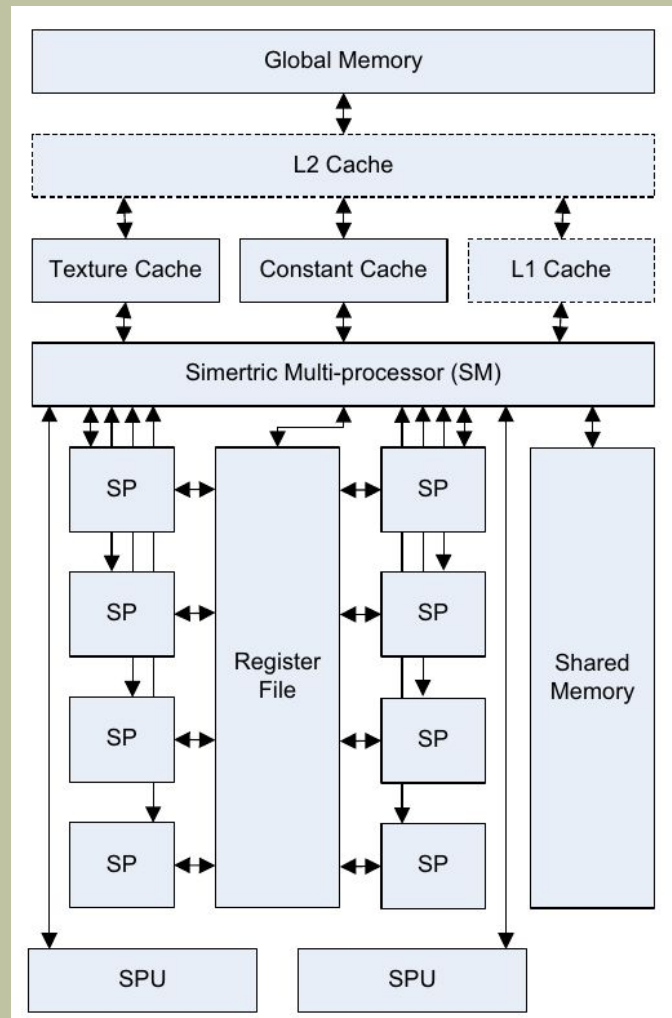 Global Memory
L2 Cache
Texture Cache
Constant Cache
L1 Cache
Simertric Multi-processor (SM)
SP
SP
SP
SP
Register
File
Shared
Memory
SP
SP
SP
SP
SPU
SPU